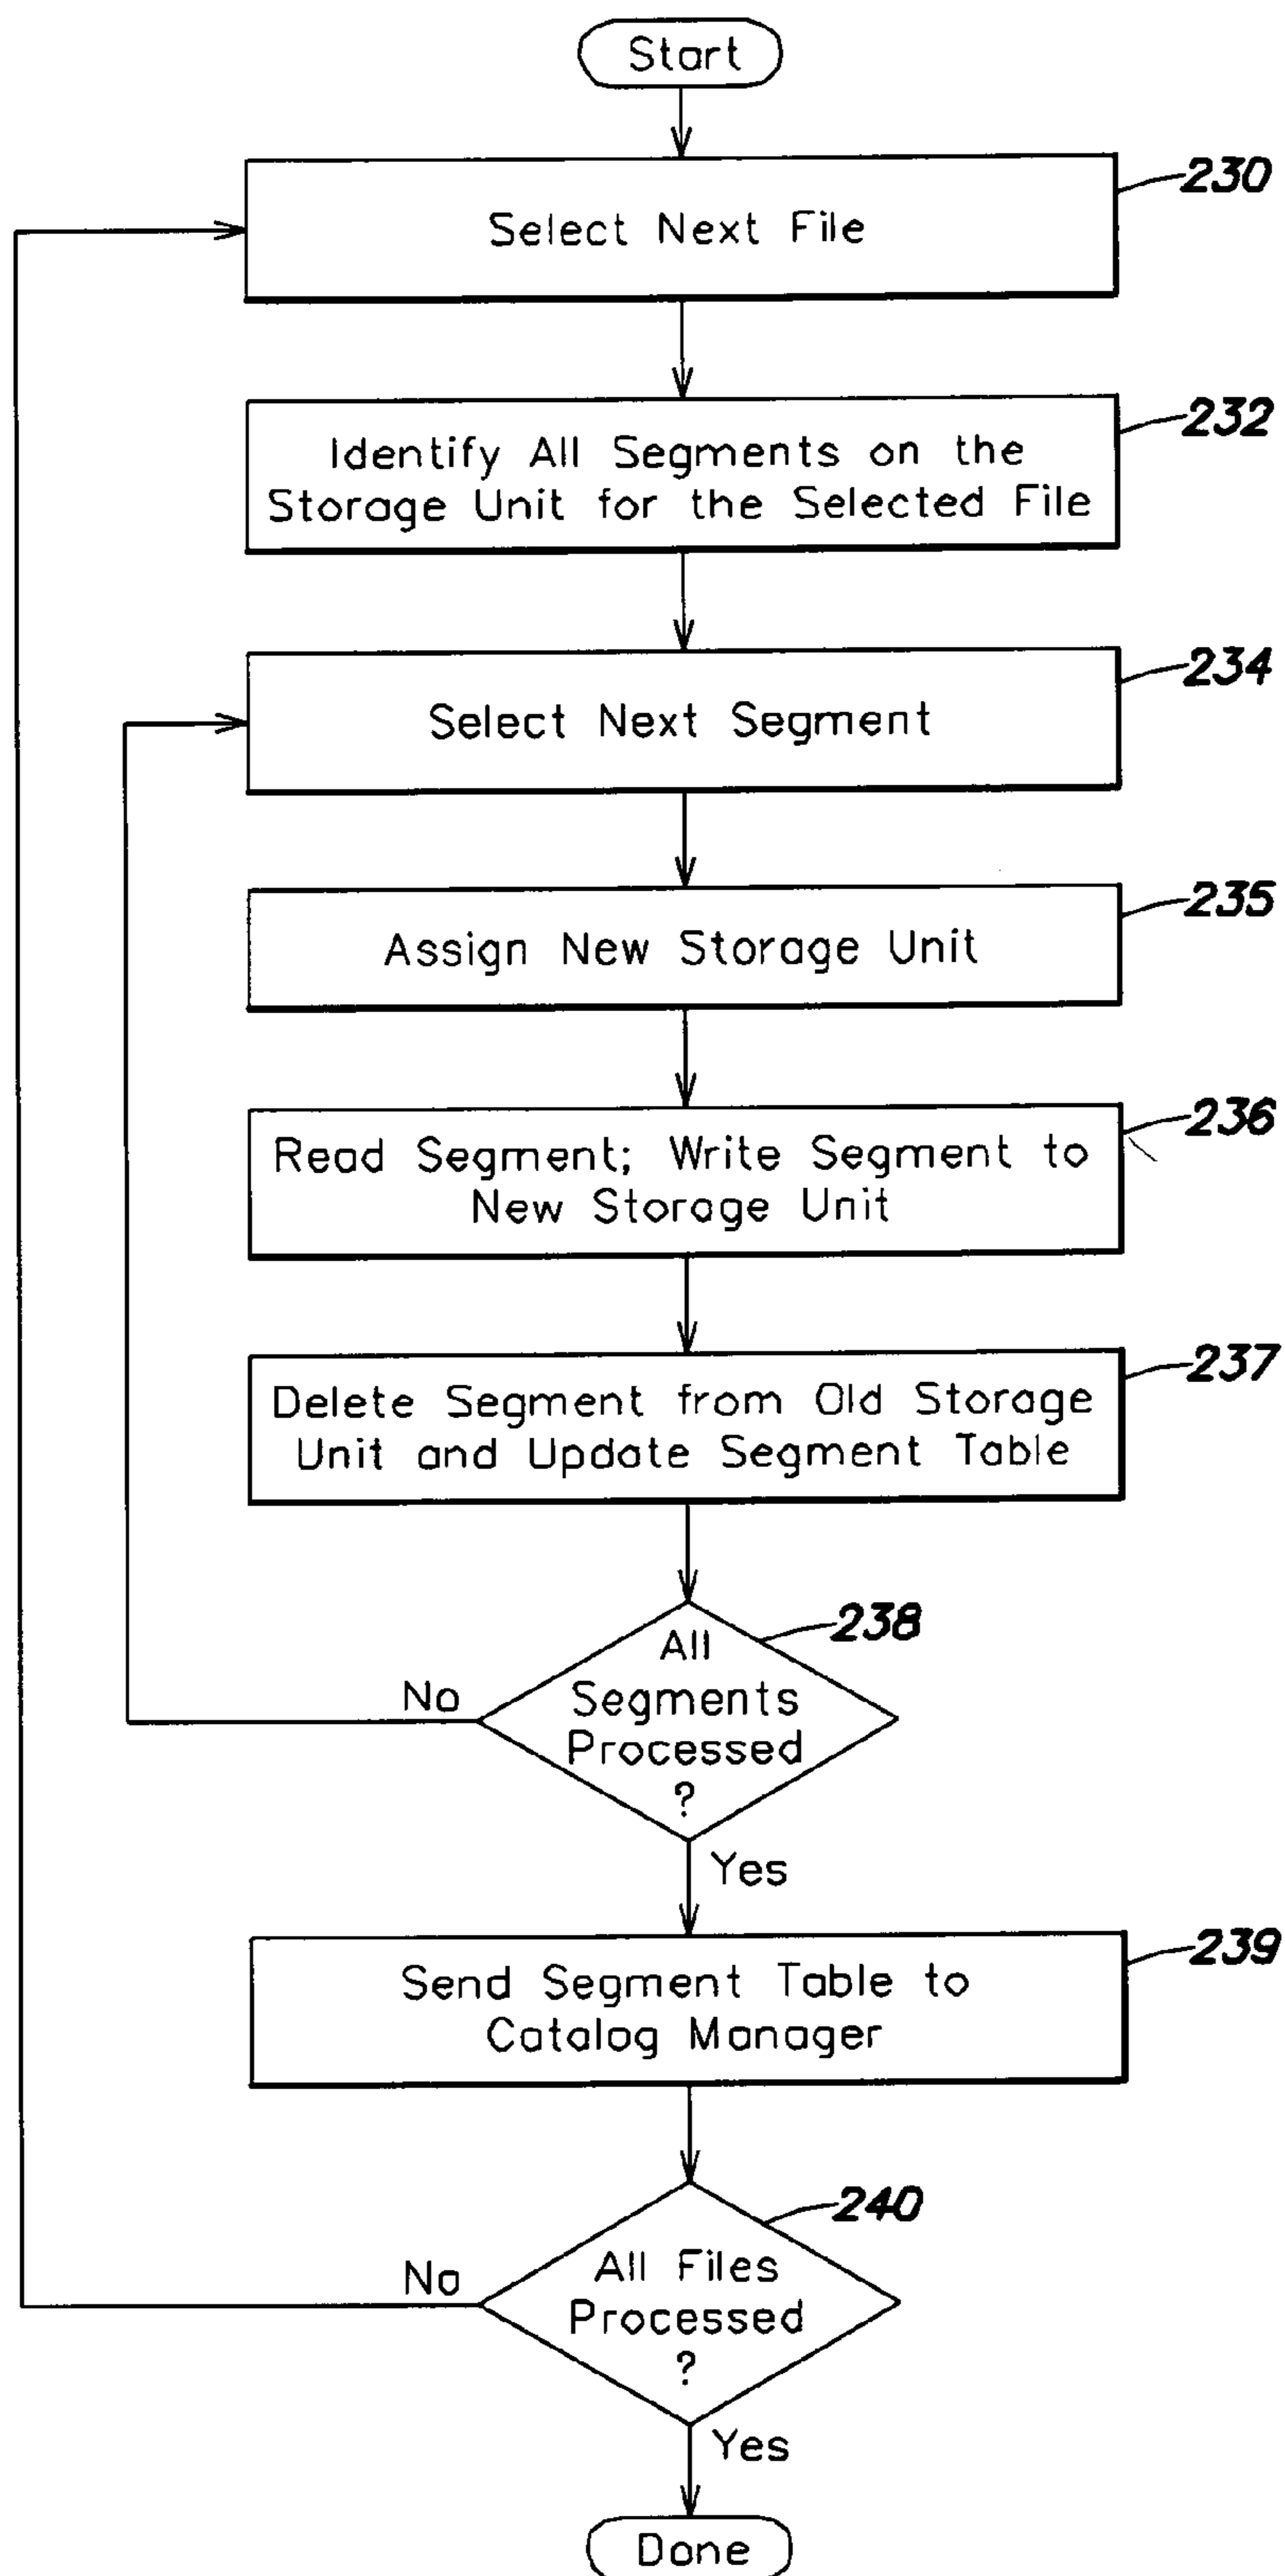 Start
230
Select Next File
232
Identify All Segments on the
Storage Unit for the Selected File
234
Select Next Segment
235
Assign New Storage Unit
236
Read Segment; Write Segment to
New Storage Unit
237
Delete Segment from Old Storage
Unit and Update Segment Table
238
All
Segments
Processed
?
No
Yes
239
Send Segment Table to
Catalog Manager
240
All Files
Processed
?
No
Yes
Done